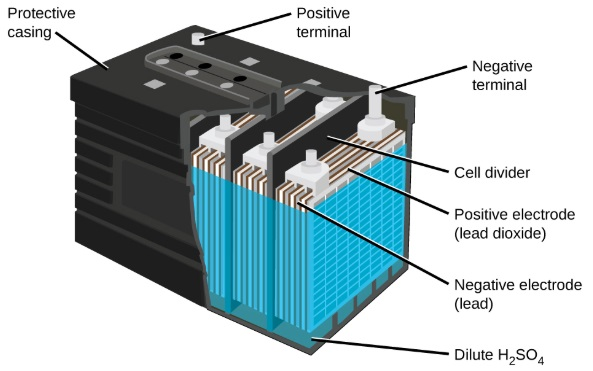 Protective
casing
Positive
terminal
Negative
terminal
Cell divider
Positive electrode
(lead dioxide)
Negative electrode
(lead)
Dilute H₂SO₄